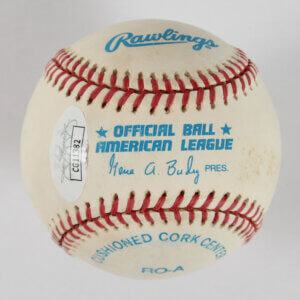 Rawlings
OFFICIAL BALL
AMERICAN LEAGUE
Gene A. Budig PRES.
CUSHIONED CORK CENTER
RO-A